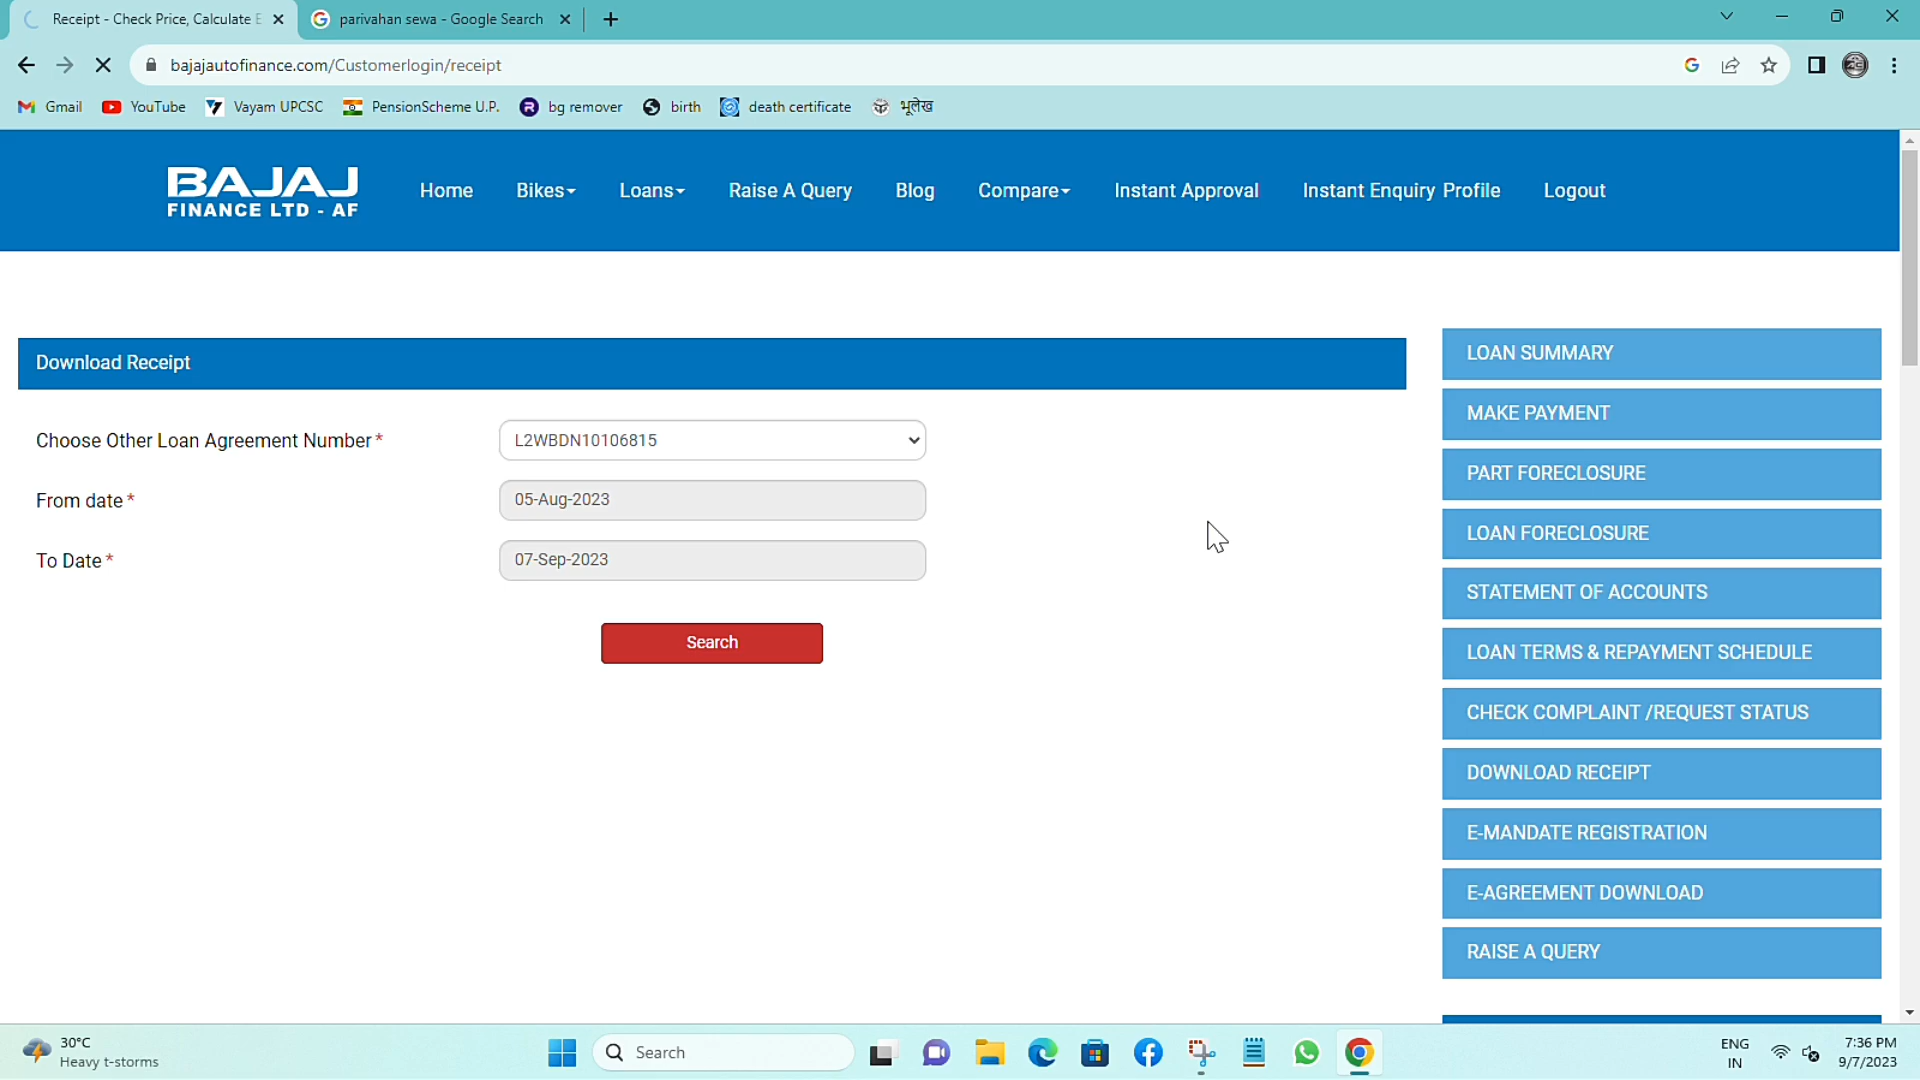 Receipt - Check Price, Calculate E
parivahan sewa - Google Search
bajajautofinance.com/Customerlogin/receipt
Gmail
YouTube
Vayam UPCSC
PensionScheme U.P.
bg remover
birth
death certificate
भूलेख
BAJAJ
FINANCE LTD - AF
Home
Bikes
Loans
Raise A Query
Blog
Compare
Instant Approval
Instant Enquiry Profile
Logout
Download Receipt
Choose Other Loan Agreement Number *
L2WBDN10106815
From date *
05-Aug-2023
To Date *
07-Sep-2023
Search
LOAN SUMMARY
MAKE PAYMENT
PART FORECLOSURE
LOAN FORECLOSURE
STATEMENT OF ACCOUNTS
LOAN TERMS & REPAYMENT SCHEDULE
CHECK COMPLAINT /REQUEST STATUS
DOWNLOAD RECEIPT
E-MANDATE REGISTRATION
E-AGREEMENT DOWNLOAD
RAISE A QUERY
30°C
Heavy t-storms
Search
ENG
IN
7:36 PM
9/7/2023